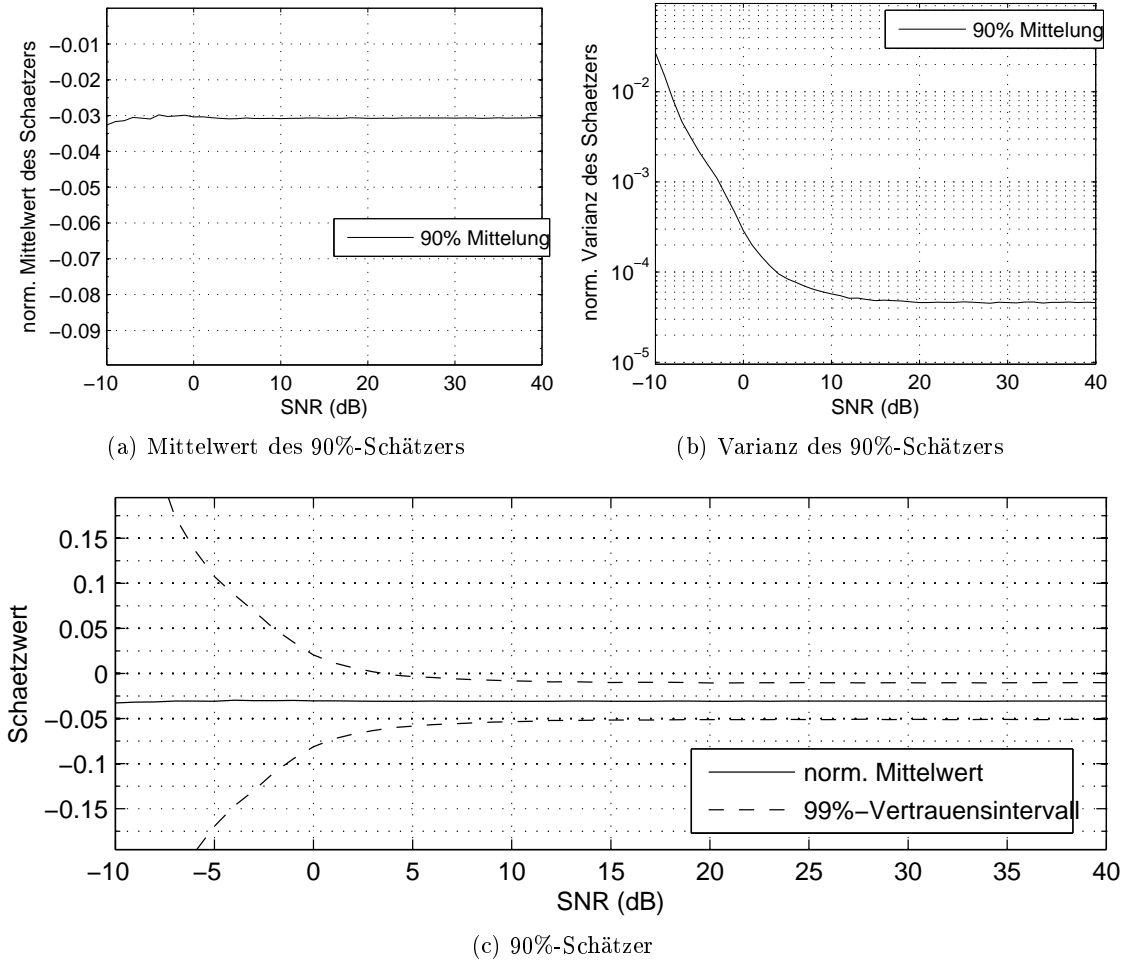 norm. Mittelwert des Schaetzers
−0.01
−0.02
−0.03
−0.04
−0.05
−0.06
−0.07
−0.08
−0.09
90% Mittelung
−10 0 10 20 30 40
SNR (dB)
(a) Mittelwert des 90%-Schätzers
norm. Varianz des Schaetzers
10−2
10−3
10−4
10−5
90% Mittelung
−10 0 10 20 30 40
SNR (dB)
(b) Varianz des 90%-Schätzers
Schaetzwert
0.15
0.1
0.05
0
−0.05
−0.1
−0.15
norm. Mittelwert
99%−Vertrauensintervall
−10 −5 0 5 10 15 20 25 30 35 40
SNR (dB)
(c) 90%-Schätzer